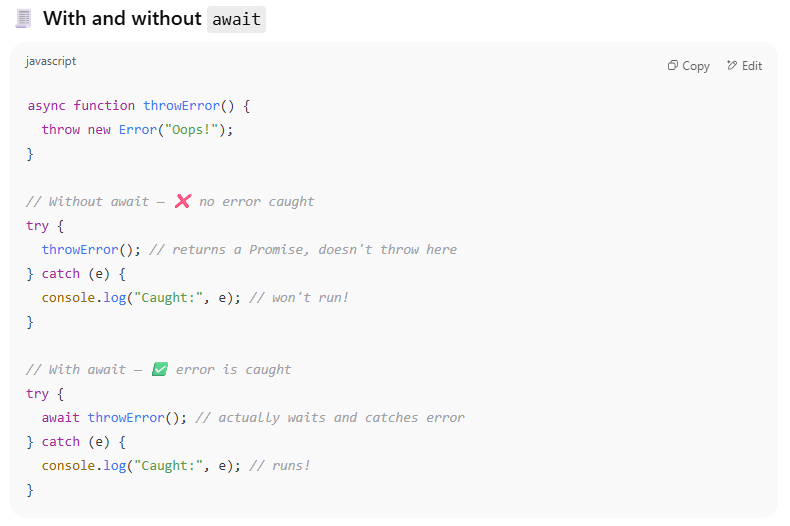 With and without await
javascript
Copy
Edit
async function throwError() {
throw new Error("Oops!");
}
// Without await — ❌ no error caught
try {
throwError(); // returns a Promise, doesn't throw here
} catch (e) {
console.log("Caught:", e); // won't run!
}
// With await — ✅ error is caught
try {
await throwError(); // actually waits and catches error
} catch (e) {
console.log("Caught:", e); // runs!
}